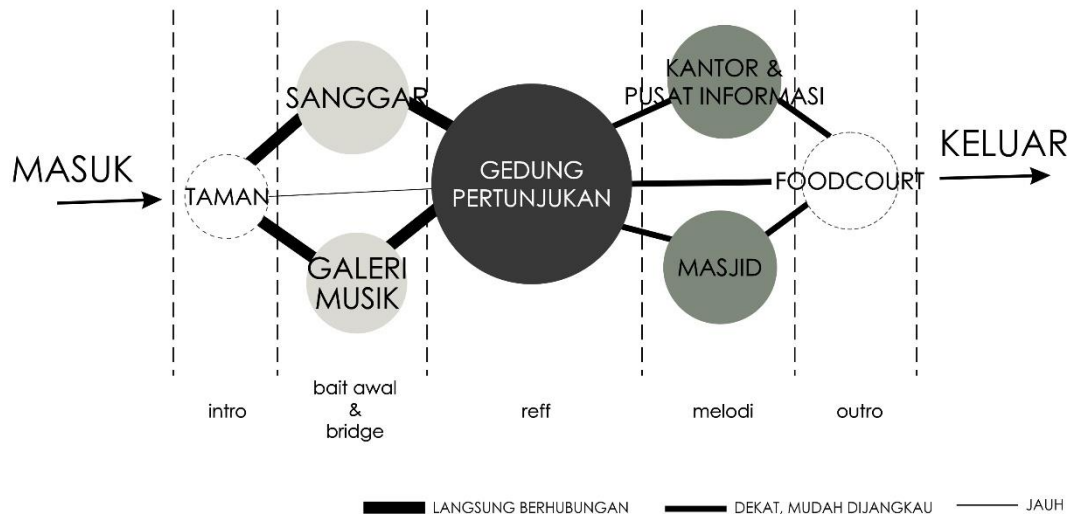 MASUK
TAMAN
SANGGAR
GALERI
MUSIK
GEDUNG
PERTUNJUKAN
KANTOR &
PUSAT INFORMASI
MASJID
FOODCOURT
KELUAR
intro
bait awal
&
bridge
reff
melodi
outro
LANGSUNG BERHUBUNGAN
DEKAT, MUDAH DIJANGKAU
JAUH